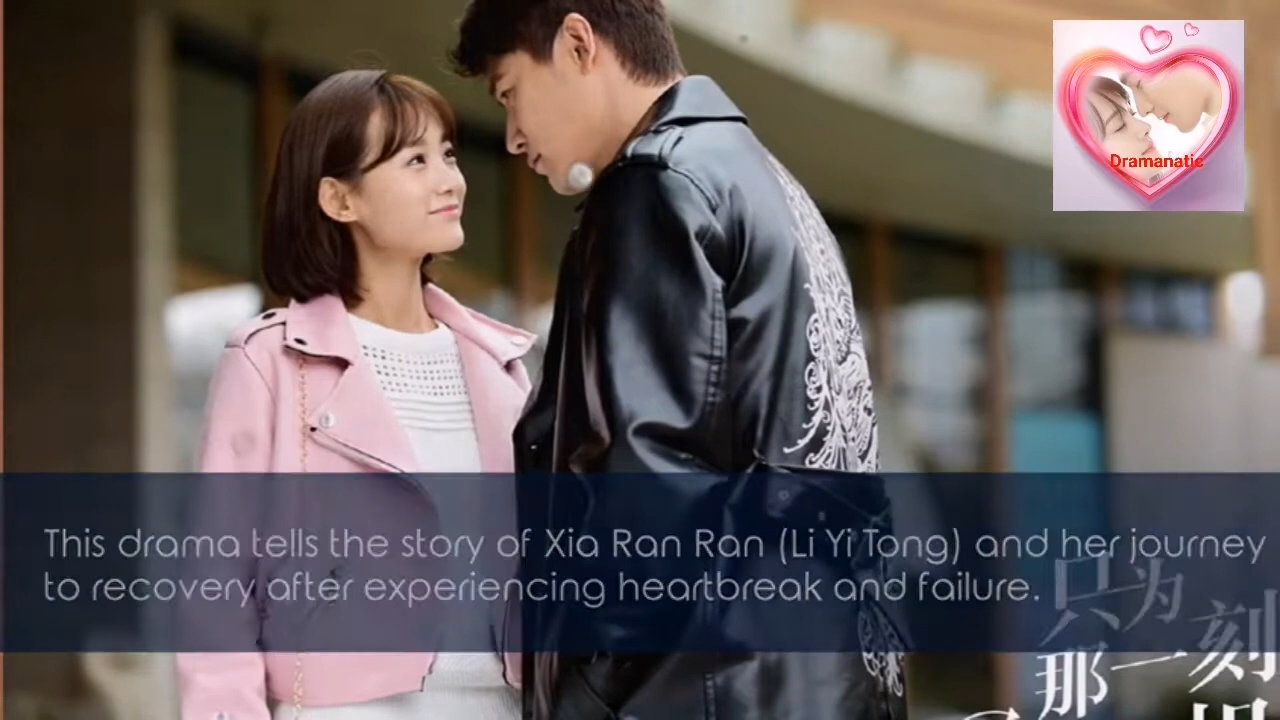 Dramanatic
This drama tells the story of Xia Ran Ran (Li Yi Tong) and her journey
to recovery after experiencing heartbreak and failure.
只为
那一刻